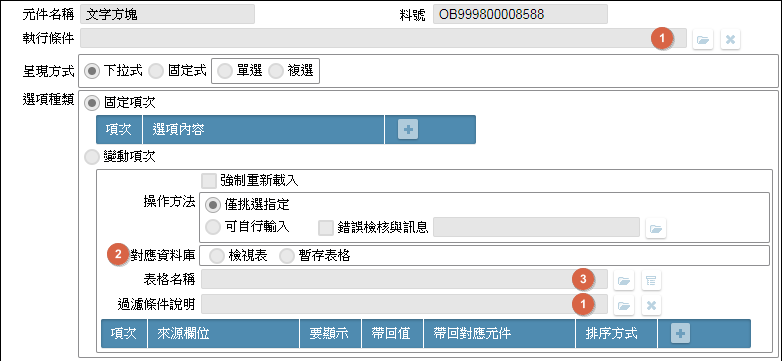 元件名稱 文字方塊 料號 OB999800008588
執行條件 1
呈現方式 下拉式 固定式 單選 複選
選項種類 固定項次
項次 選項內容
變動項次
強制重新載入
操作方法 僅挑選指定
可自行輸入 錯誤檢核與訊息
2 對應資料庫 檢視表 暫存表格
表格名稱 3
過濾條件說明 1
項次 來源欄位 要顯示 帶回值 帶回對應元件 排序方式